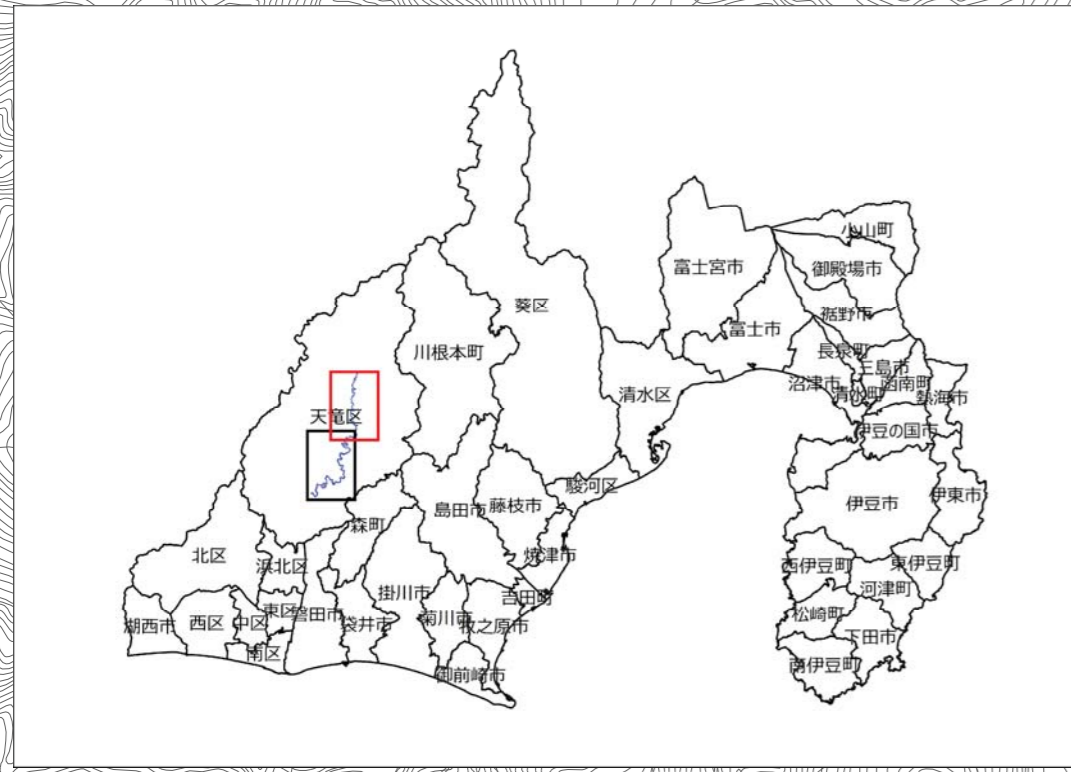 小山町
富士宮市
御殿場市
葵区
裾野市
富士市
川根本町
長泉町
三島市
沼津市
函南町
清水区
清水町
熱海市
天竜区
伊豆の国市
駿河区
伊東市
伊豆市
藤枝市
島田市
森町
北区
焼津市
東伊豆町
西伊豆町
浜北区
河津町
掛川市
吉田町
東区
磐田市
松崎町
菊川市
西区
中区
袋井市
湖西市
牧之原市
下田市
南区
南伊豆町
御前崎市